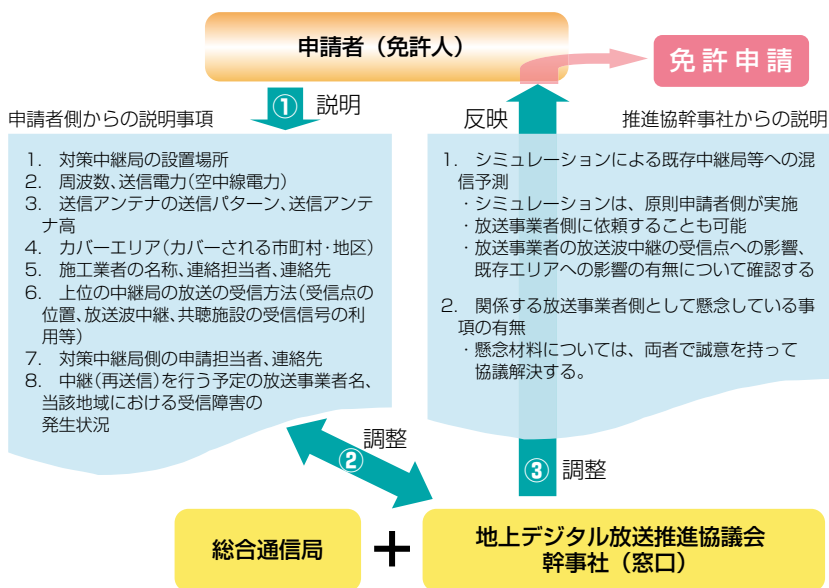 申請者（免許人）
免許申請
① 説明
反映
申請者側からの説明事項
1. 対策中継局の設置場所
2. 周波数、送信電力(空中線電力)
3. 送信アンテナの送信パターン、送信アンテ
ナ高
4. カバーエリア(カバーされる市町村・地区)
5. 施工業者の名称、連絡担当者、連絡先
6. 上位の中継局の放送の受信方法(受信点の
位置、放送波中継、共聴施設の受信信号の利
用等)
7. 対策中継局側の申請担当者、連絡先
8. 中継(再送信)を行う予定の放送事業者名、
当該地域における受信障害の
発生状況
推進協幹事社からの説明
1. シミュレーションによる既存中継局等への混
信予測
・シミュレーションは、原則申請者側が実施
・放送事業者側に依頼することも可能
・放送事業者の放送波中継の受信点への影響、
既存エリアへの影響の有無について確認する
2. 関係する放送事業者側として懸念している事
項の有無
・懸念材料については、両者で誠意を持って
協議解決する。
② 調整
③ 調整
総合通信局
+
地上デジタル放送推進協議会
幹事社（窓口）